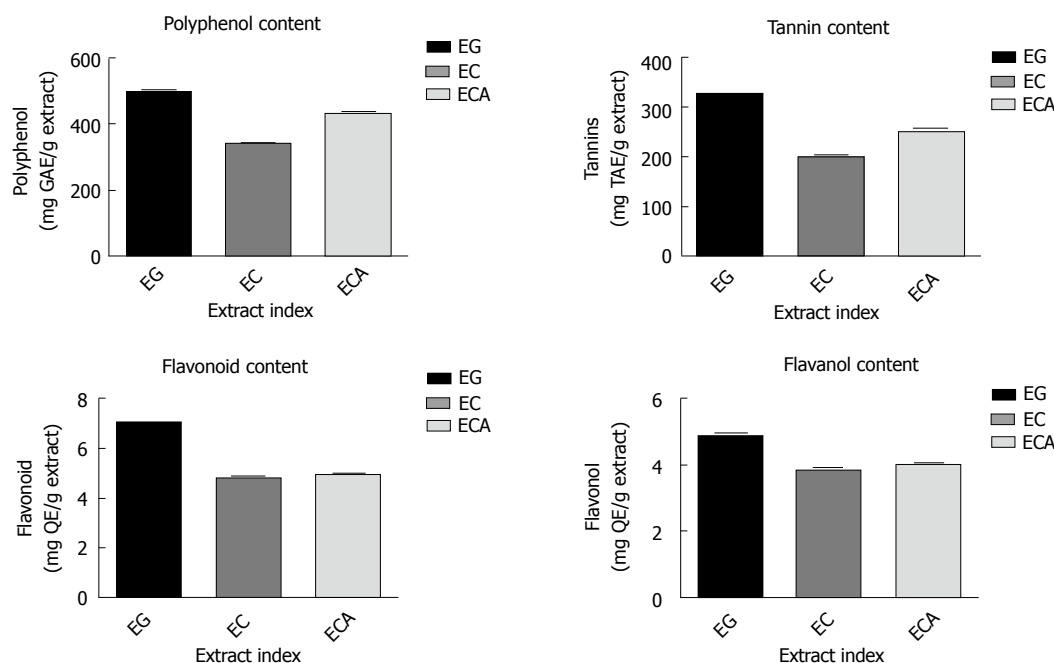 Polyphenol content
EG
EC
ECA
Polyphenol
(mg GAE/g extract)
600
400
200
0
EG
EC
ECA
Extract index
Tannin content
EG
EC
ECA
Tannins
(mg TAE/g extract)
400
300
200
100
0
EG
EC
ECA
Extract index
Flavonoid content
EG
EC
ECA
Flavonoid
(mg QE/g extract)
8
6
4
2
0
EG
EC
ECA
Extract index
Flavanol content
EG
EC
ECA
Flavonol
(mg QE/g extract)
6
4
2
0
EG
EC
ECA
Extract index